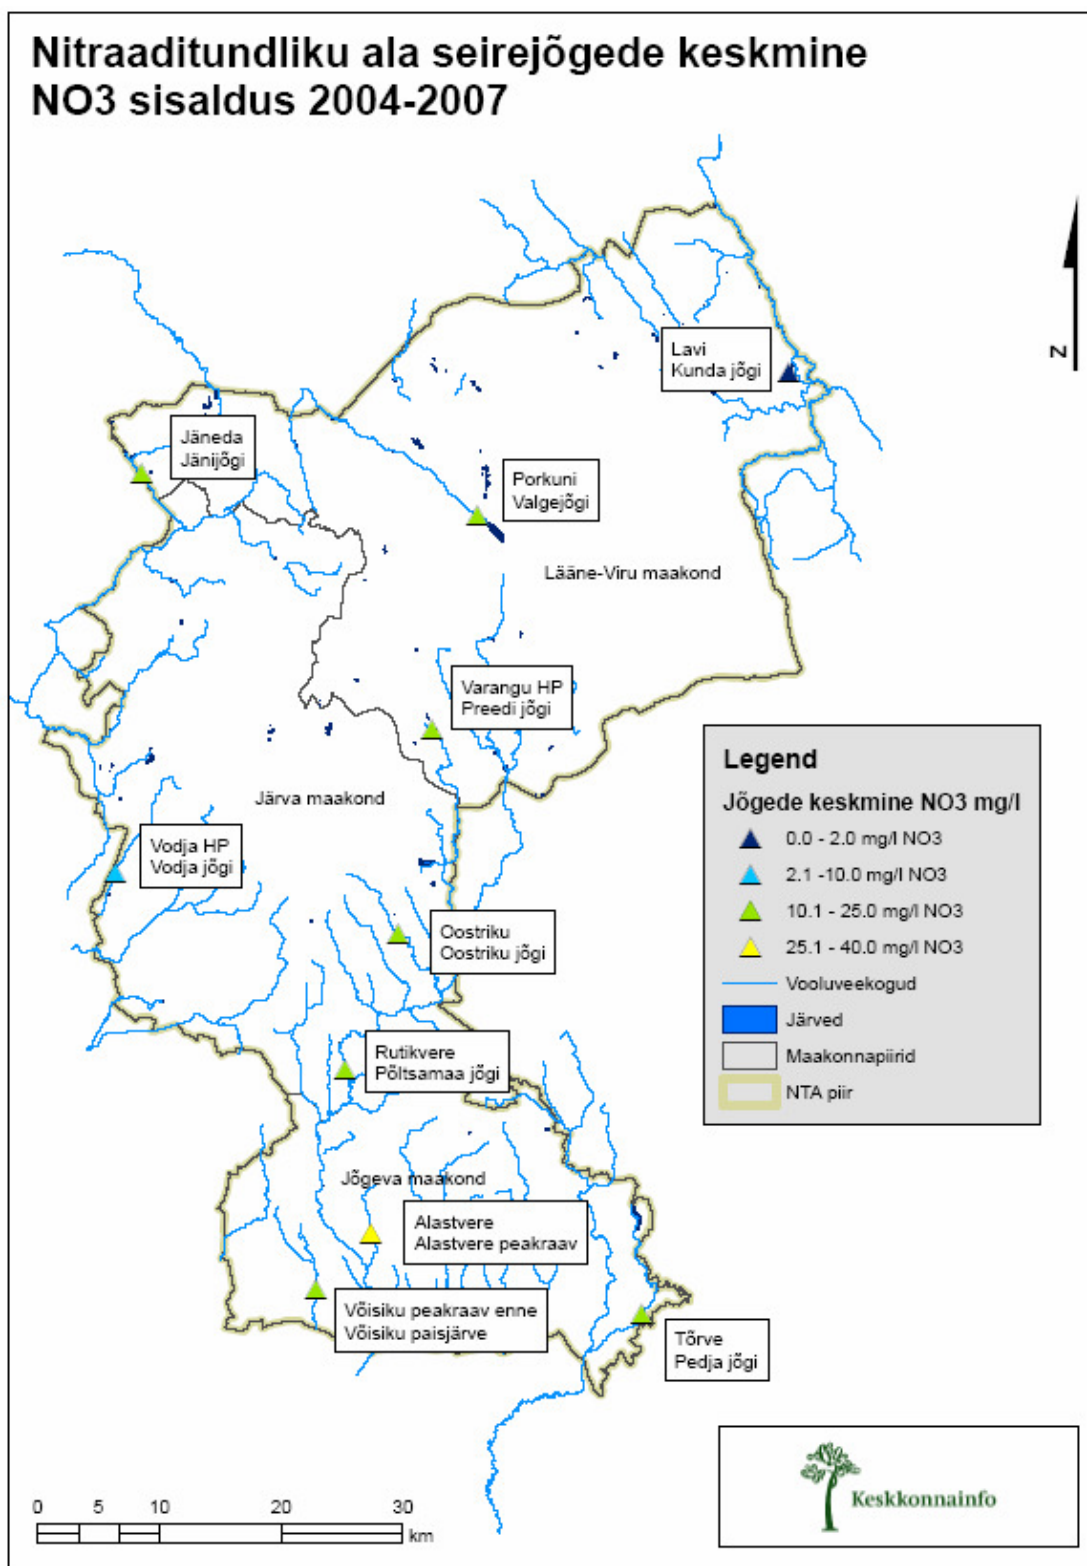 Nitraaditundliku ala seirejõgede keskmine
NO3 sisaldus 2004-2007
N
Lavi
Kunda jõgi
Jäneda
Jänijõgi
Porkuni
Valgejõgi
Lääne-Viru maakond
Varangu HP
Preedi jõgi
Järva maakond
Vodja HP
Vodja jõgi
Oostriku
Oostriku jõgi
Rutikvere
Põltsamaa jõgi
Jõgeva maakond
Alastvere
Alastvere peakraav
Võisiku peakraav enne
Võisiku paisjärve
Tõrve
Pedja jõgi
Legend
Jõgede keskmine NO3 mg/l
0.0 - 2.0 mg/l NO3
2.1 -10.0 mg/l NO3
10.1 - 25.0 mg/l NO3
25.1 - 40.0 mg/l NO3
Vooluveekogud
Järved
Maakonnapiirid
NTA piir
0 5 10 20 30
km
Keskkonnainfo